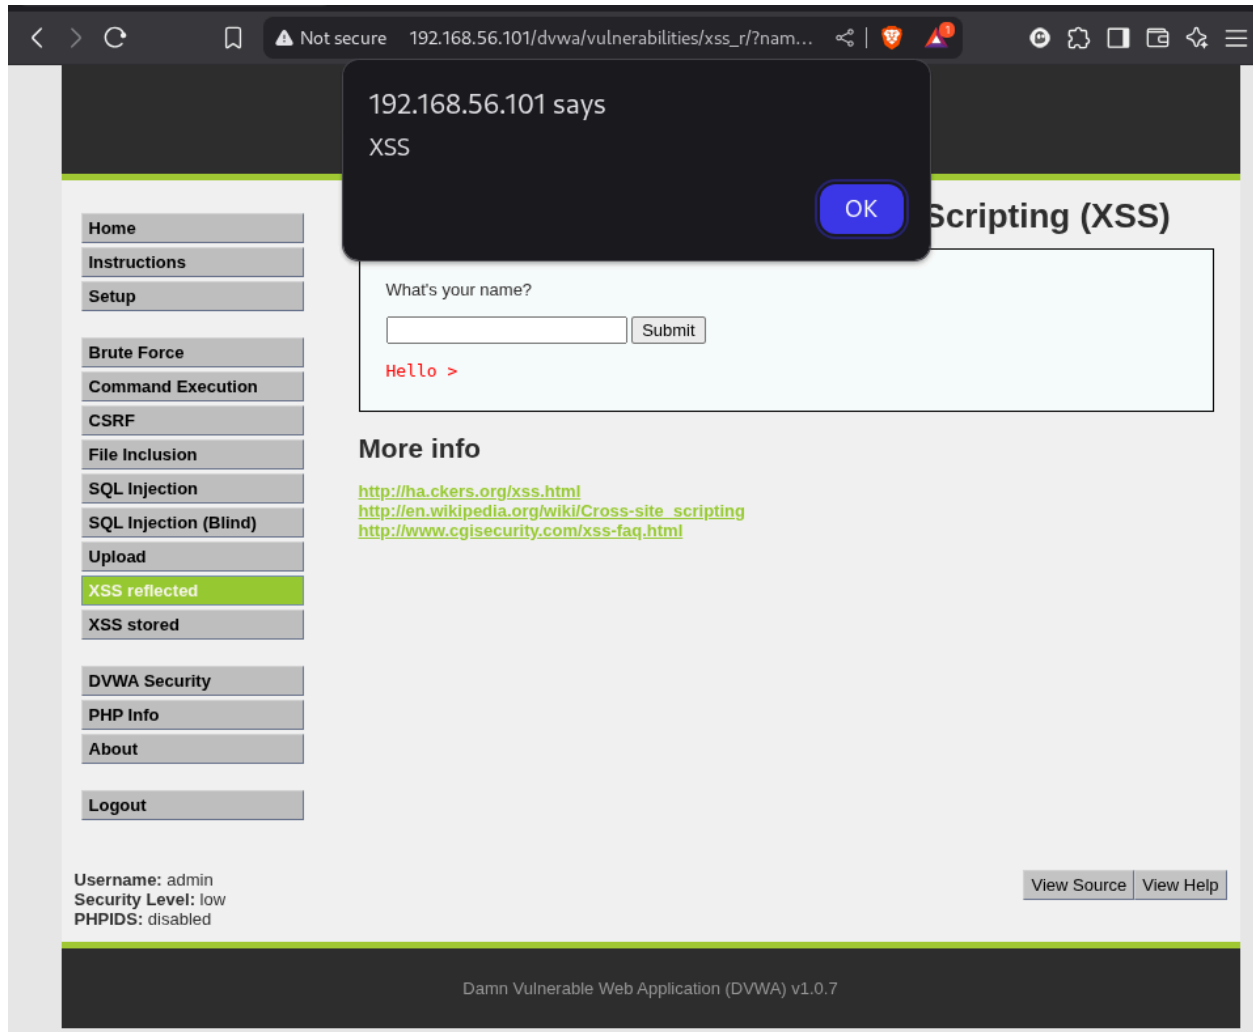 Not secure 192.168.56.101/dvwa/vulnerabilities/xss_r/?nam...
1
192.168.56.101 says
XSS
OK
Scripting (XSS)
Home
Instructions
Setup
Brute Force
Command Execution
CSRF
File Inclusion
SQL Injection
SQL Injection (Blind)
Upload
XSS reflected
XSS stored
DVWA Security
PHP Info
About
Logout
What's your name?
Submit
Hello >
More info
http://ha.ckers.org/xss.html
http://en.wikipedia.org/wiki/Cross-site_scripting
http://www.cgisecurity.com/xss-faq.html
Username: admin
Security Level: low
PHPIDS: disabled
View Source View Help
Damn Vulnerable Web Application (DVWA) v1.0.7